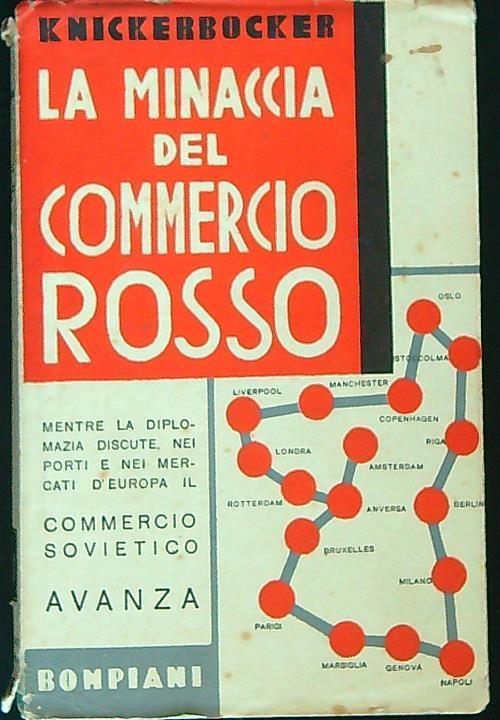 KNICKERBOCKER
LA MINACCIA
DEL
COMMERCIO
ROSSO
MENTRE LA DIPLO-
MAZIA DISCUTE, NEI
PORTI E NEI MER-
CATI D'EUROPA IL
COMMERCIO
SOVIETICO
AVANZA
BOMPIANI
OSLO
STOCCOLMA
MANCHESTER
LIVERPOOL
COPENHAGEN
RIGA
LONDRA
AMSTERDAM
ROTTERDAM
ANVERSA
BERLIN
BRUXELLES
MILANO
PARIGI
MARSIGLIA
GENOVA
NAPOLI